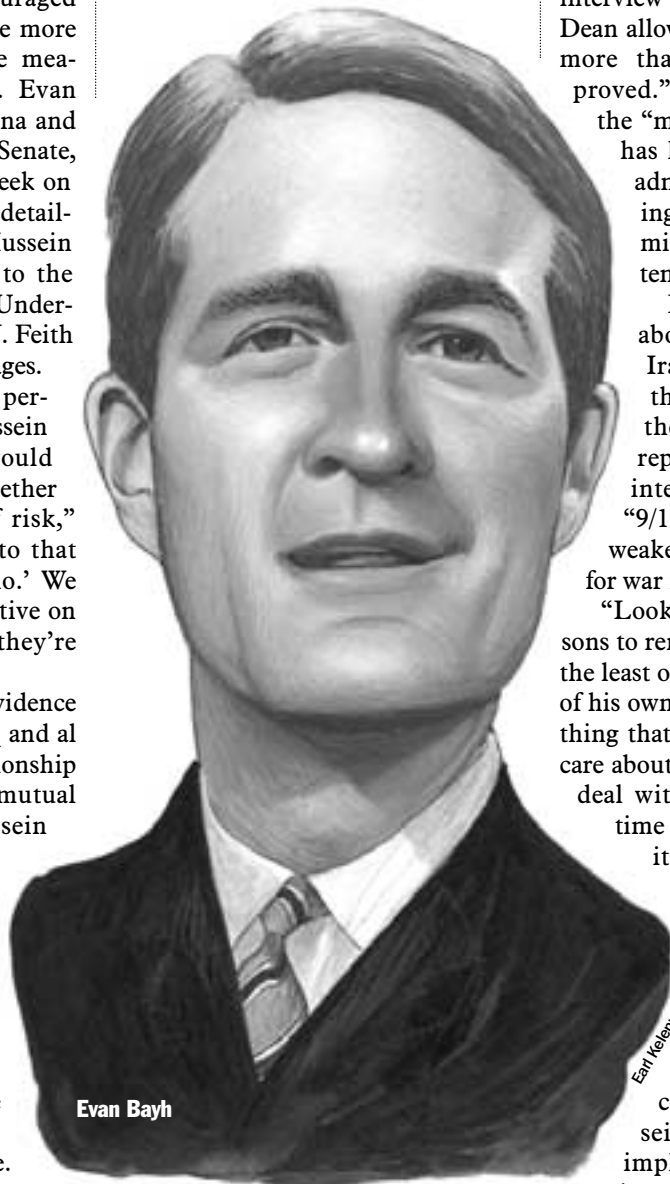 uraged
e more
e mea-
. Evan
na and
Senate,
eek on
detail-
ussein
to the
Under-
. Feith
ges.
per-
ssein
ould
ether
f risk,”
to that
o.’ We
tive on
they’re
vidence
and al
onship
mutual
sein
e.
Evan Bayh
Earl Kelen
interview
Dean allow
more tha
proved.”
the “m
has
adn
ing
mi
ten
abo
Ira
th
the
rep
inte
“9/1
weake
for war
“Look
sons to rer
the least o
of his own
thing that
care about
deal wit
time
it
c
sei
impl